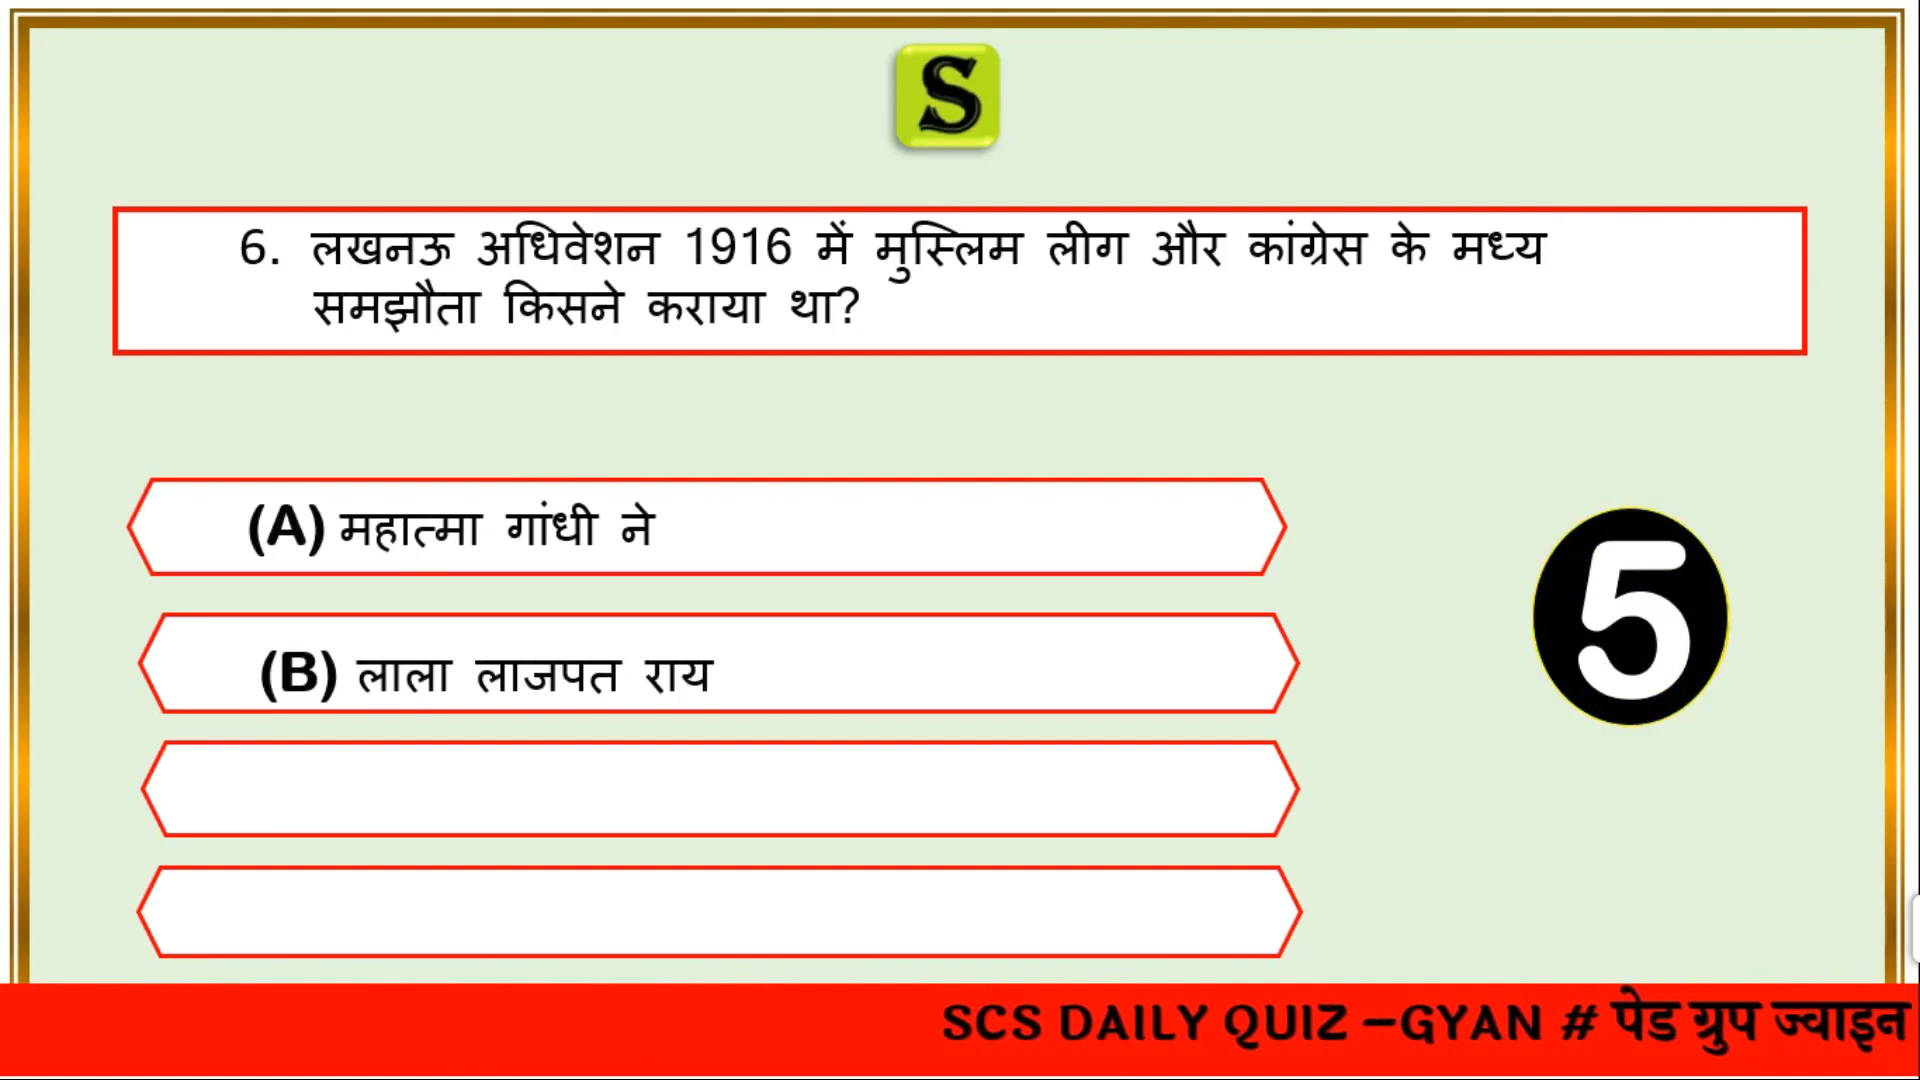 S
6. लखनऊ अधिवेशन 1916 में मुस्लिम लीग और कांग्रेस के मध्य
समझौता किसने कराया था?
(A) महात्मा गांधी ने
(B) लाला लाजपत राय
5
SCS DAILY QUIZ –GYAN # पेड ग्रुप ज्वाइन